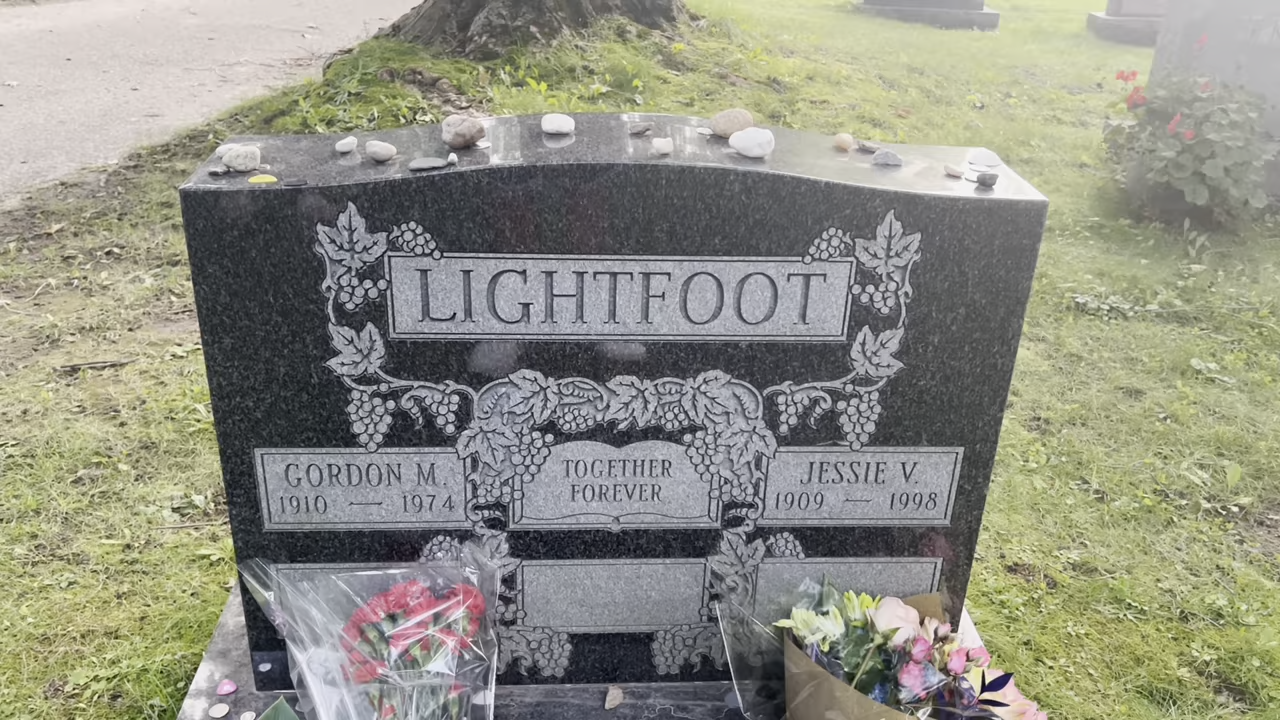 LIGHTFOOT
GORDON M.
1910 — 1974
TOGETHER
FOREVER
JESSIE V.
1909 — 1998